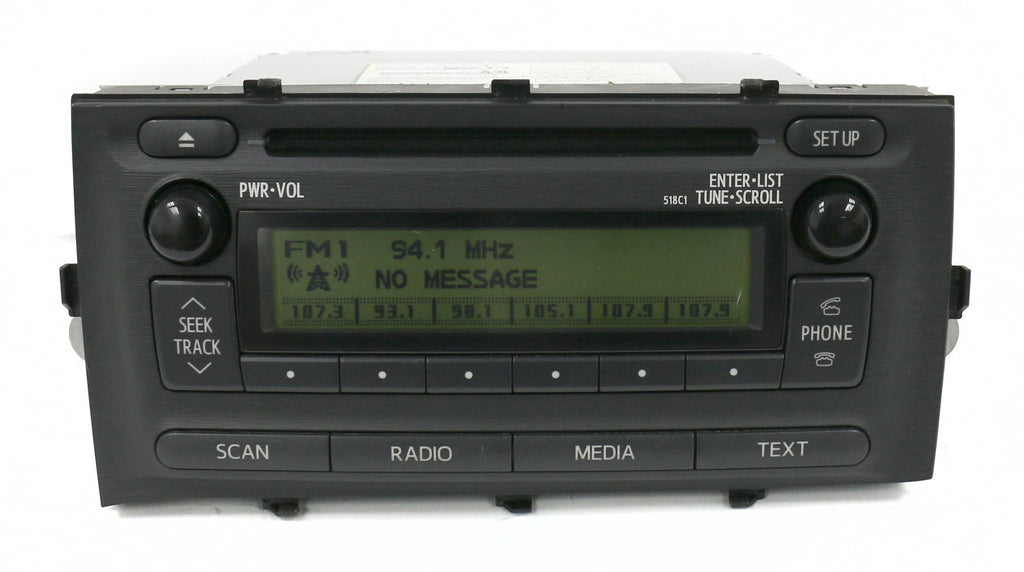 SET UP
PWR•VOL
ENTER•LIST
518C1 TUNE•SCROLL
FM1 94.1 MHz
NO MESSAGE
107.3 93.1 98.1 105.1 107.9 107.9
SEEK
TRACK
PHONE
SCAN RADIO MEDIA TEXT